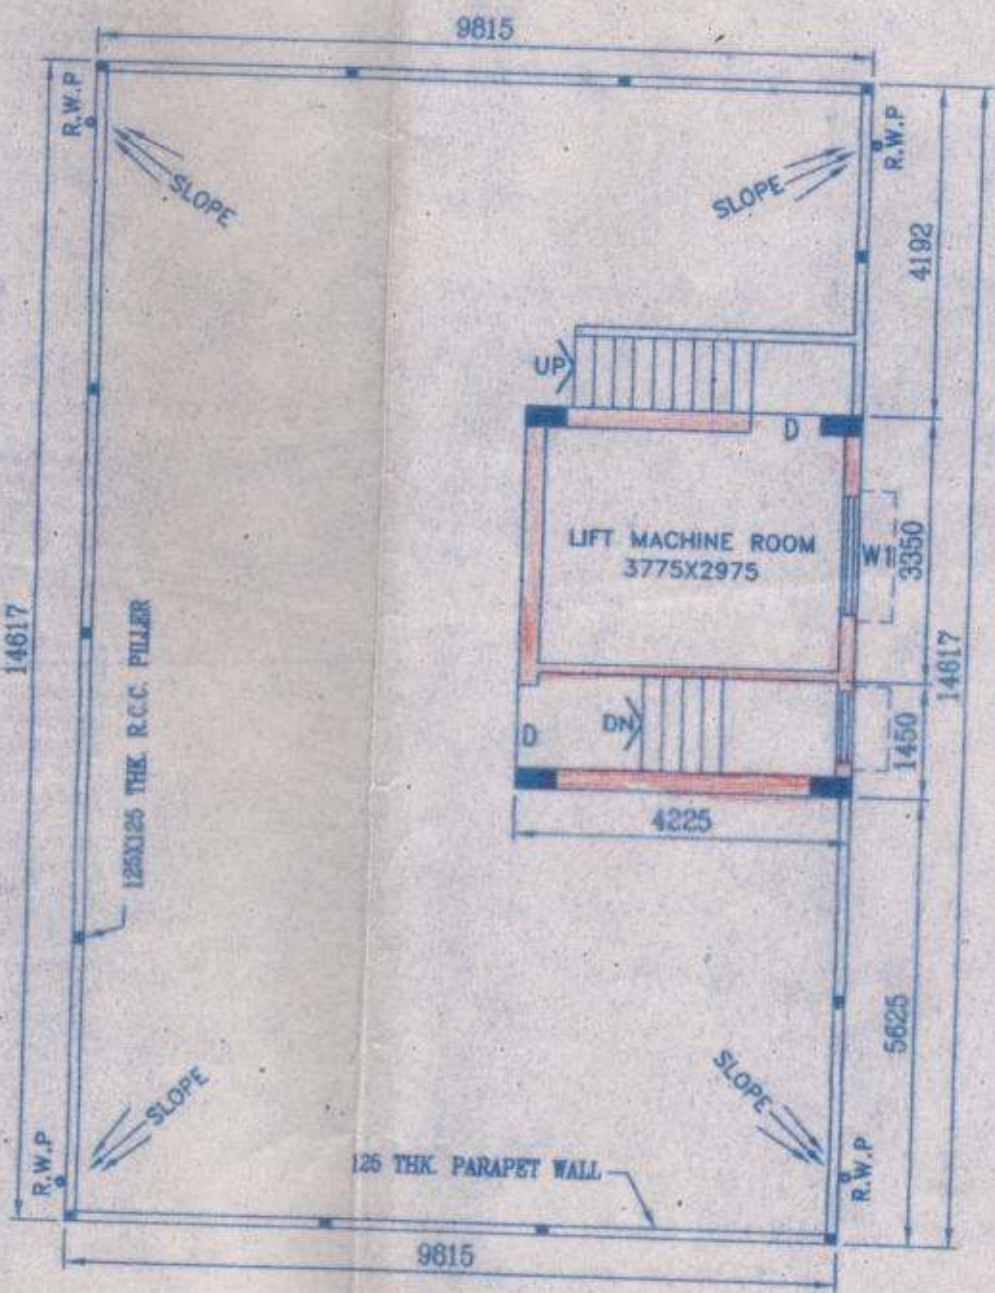 9815
R.W.P
R.W.P
SLOPE
SLOPE
4192
UP
D
LIFT MACHINE ROOM
3775X2975
W1
3350
14617
14617
125X125 THK. R.C.C. PILLER
D
DN
1450
4225
5625
SLOPE
SLOPE
R.W.P
R.W.P
125 THK. PARAPET WALL
9815